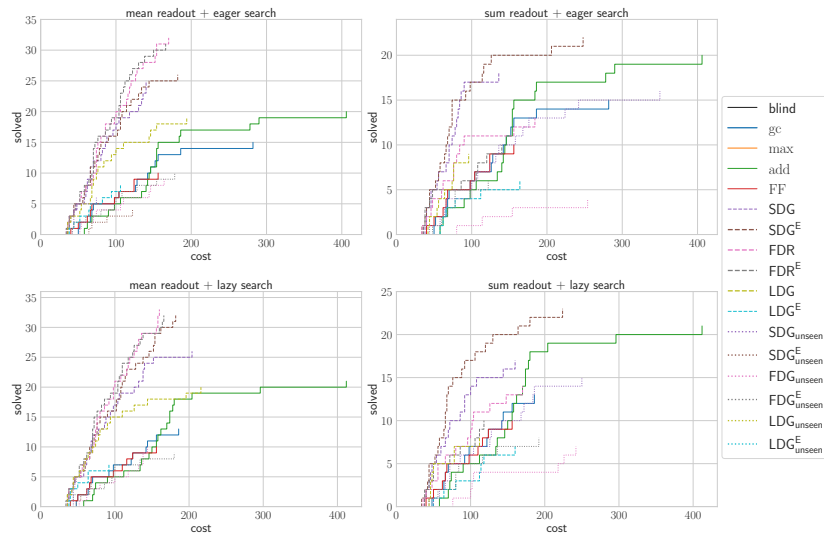 mean readout + eager search
35
30
25
20
15
10
5
0
solved
0 100 200 300 400
cost
sum readout + eager search
25
20
15
10
5
0
solved
0 100 200 300 400
cost
mean readout + lazy search
35
30
25
20
15
10
5
0
solved
0 100 200 300 400
cost
sum readout + lazy search
25
20
15
10
5
0
solved
0 100 200 300 400
cost
blind
gc
max
add
FF
SDG
SDG^E
FDR
FDR^E
LDG
LDG^E
SDG_unseen
SDG^E_unseen
FDG_unseen
FDG^E_unseen
LDG_unseen
LDG^E_unseen